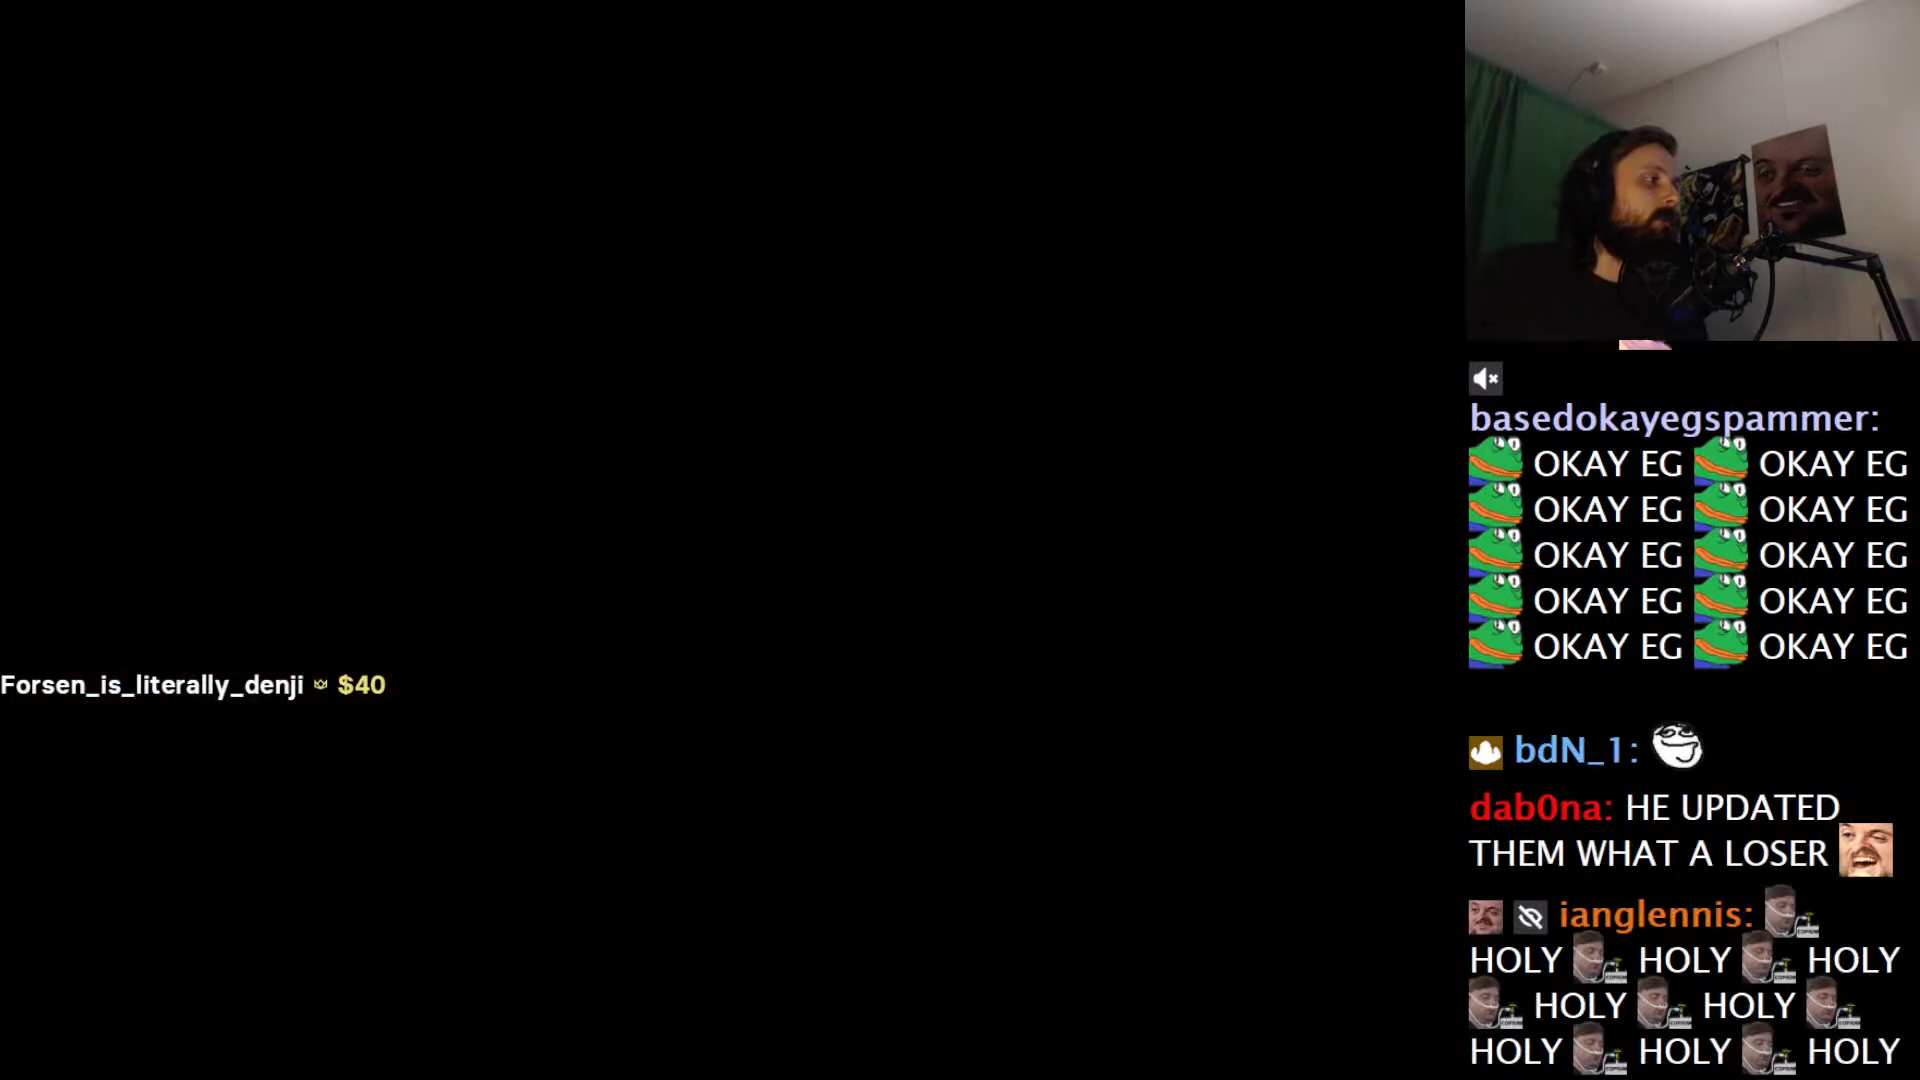 Forsen_is_literally_denji $40
basedokayegspammer:
OKAY EG OKAY EG
OKAY EG OKAY EG
OKAY EG OKAY EG
OKAY EG OKAY EG
OKAY EG OKAY EG
bdN_1:
dab0na: HE UPDATED
THEM WHAT A LOSER
ianglennis:
HOLY HOLY HOLY
HOLY HOLY
HOLY HOLY HOLY